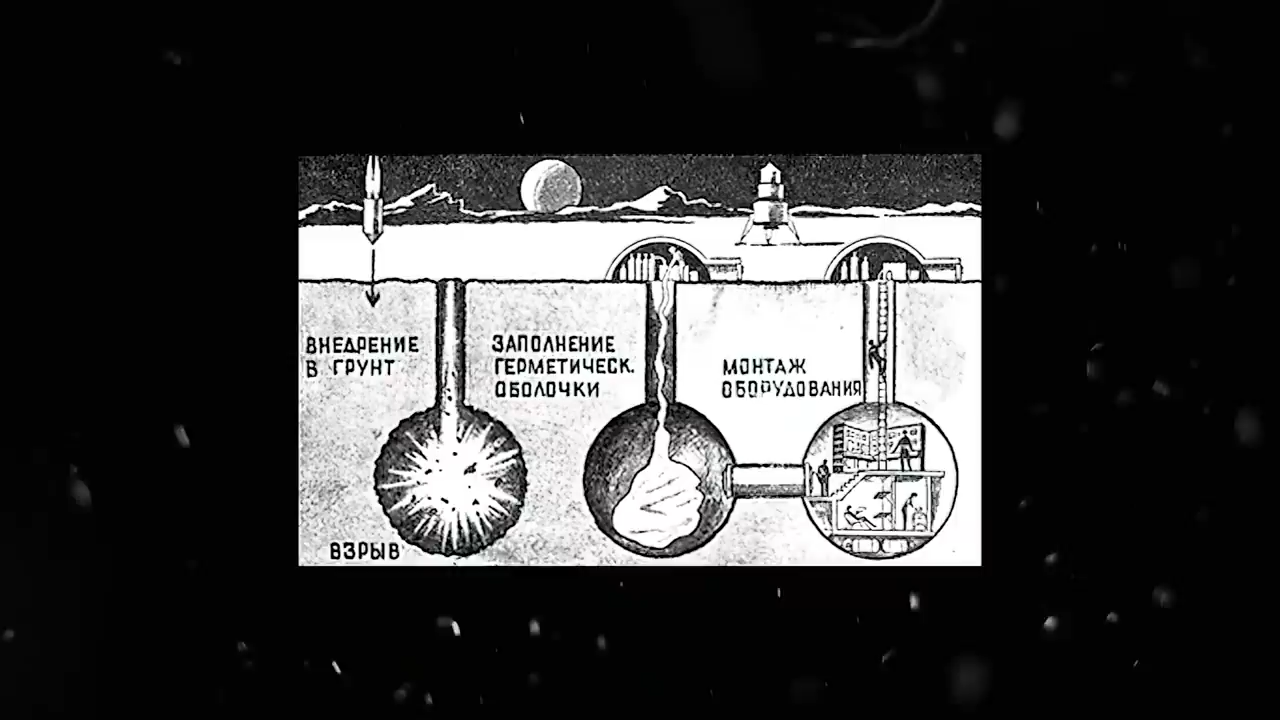 ВНЕДРЕНИЕ
В ГРУНТ
ВЗРЫВ
ЗАПОЛНЕНИЕ
ГЕРМЕТИЧЕСК.
ОБОЛОЧКИ
МОНТАЖ
ОБОРУДОВАНИЯ